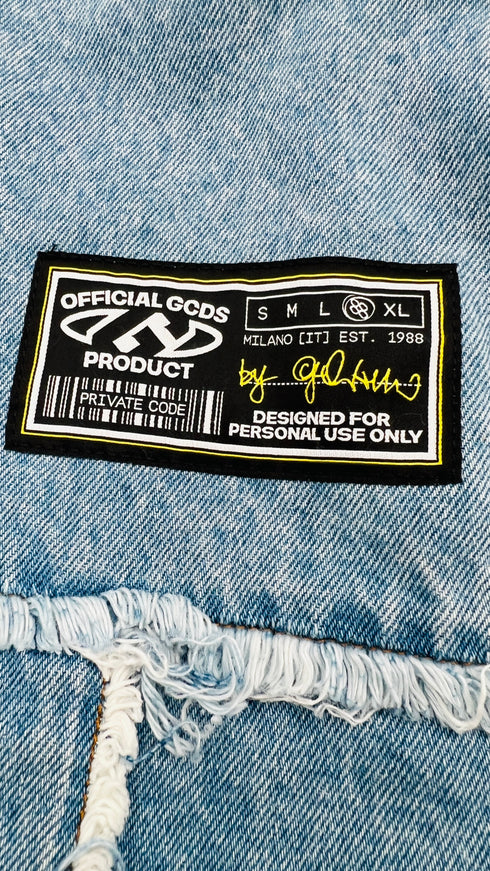 OFFICIAL GCDS
PRODUCT
PRIVATE CODE
S M L XL
MILANO [IT] EST. 1988
by
DESIGNED FOR
PERSONAL USE ONLY